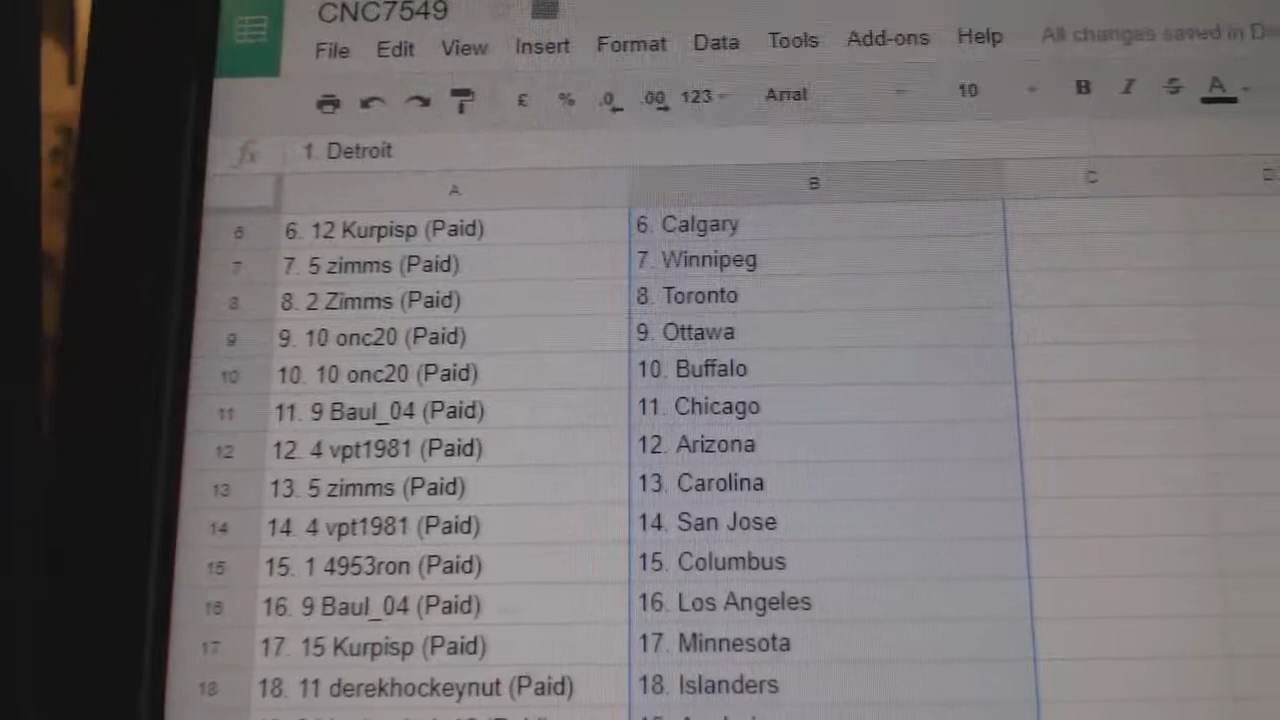 CNC7549
File Edit View Insert Format Data Tools Add-ons Help All changes saved in
£ % .0 .00 123 Arial 10 B I S A
fx 1. Detroit
A B C
6 6. 12 Kurpisp (Paid) 6. Calgary
7 7. 5 zimms (Paid) 7. Winnipeg
8 8. 2 Zimms (Paid) 8. Toronto
9 9. 10 onc20 (Paid) 9. Ottawa
10 10. 10 onc20 (Paid) 10. Buffalo
11 11. 9 Baul_04 (Paid) 11. Chicago
12 12. 4 vpt1981 (Paid) 12. Arizona
13 13. 5 zimms (Paid) 13. Carolina
14 14. 4 vpt1981 (Paid) 14. San Jose
15 15. 1 4953ron (Paid) 15. Columbus
16 16. 9 Baul_04 (Paid) 16. Los Angeles
17 17. 15 Kurpisp (Paid) 17. Minnesota
18 18. 11 derekhockeynut (Paid) 18. Islanders